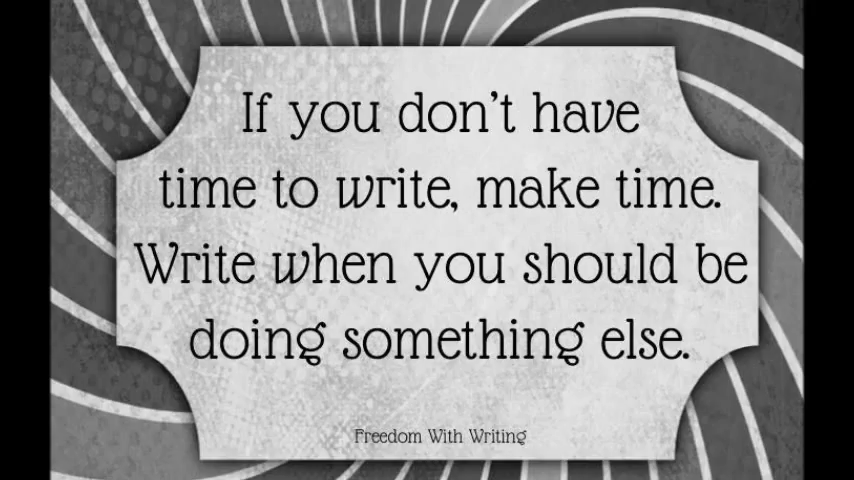 If you don't have
time to write, make time.
Write when you should be
doing something else.
Freedom With Writing